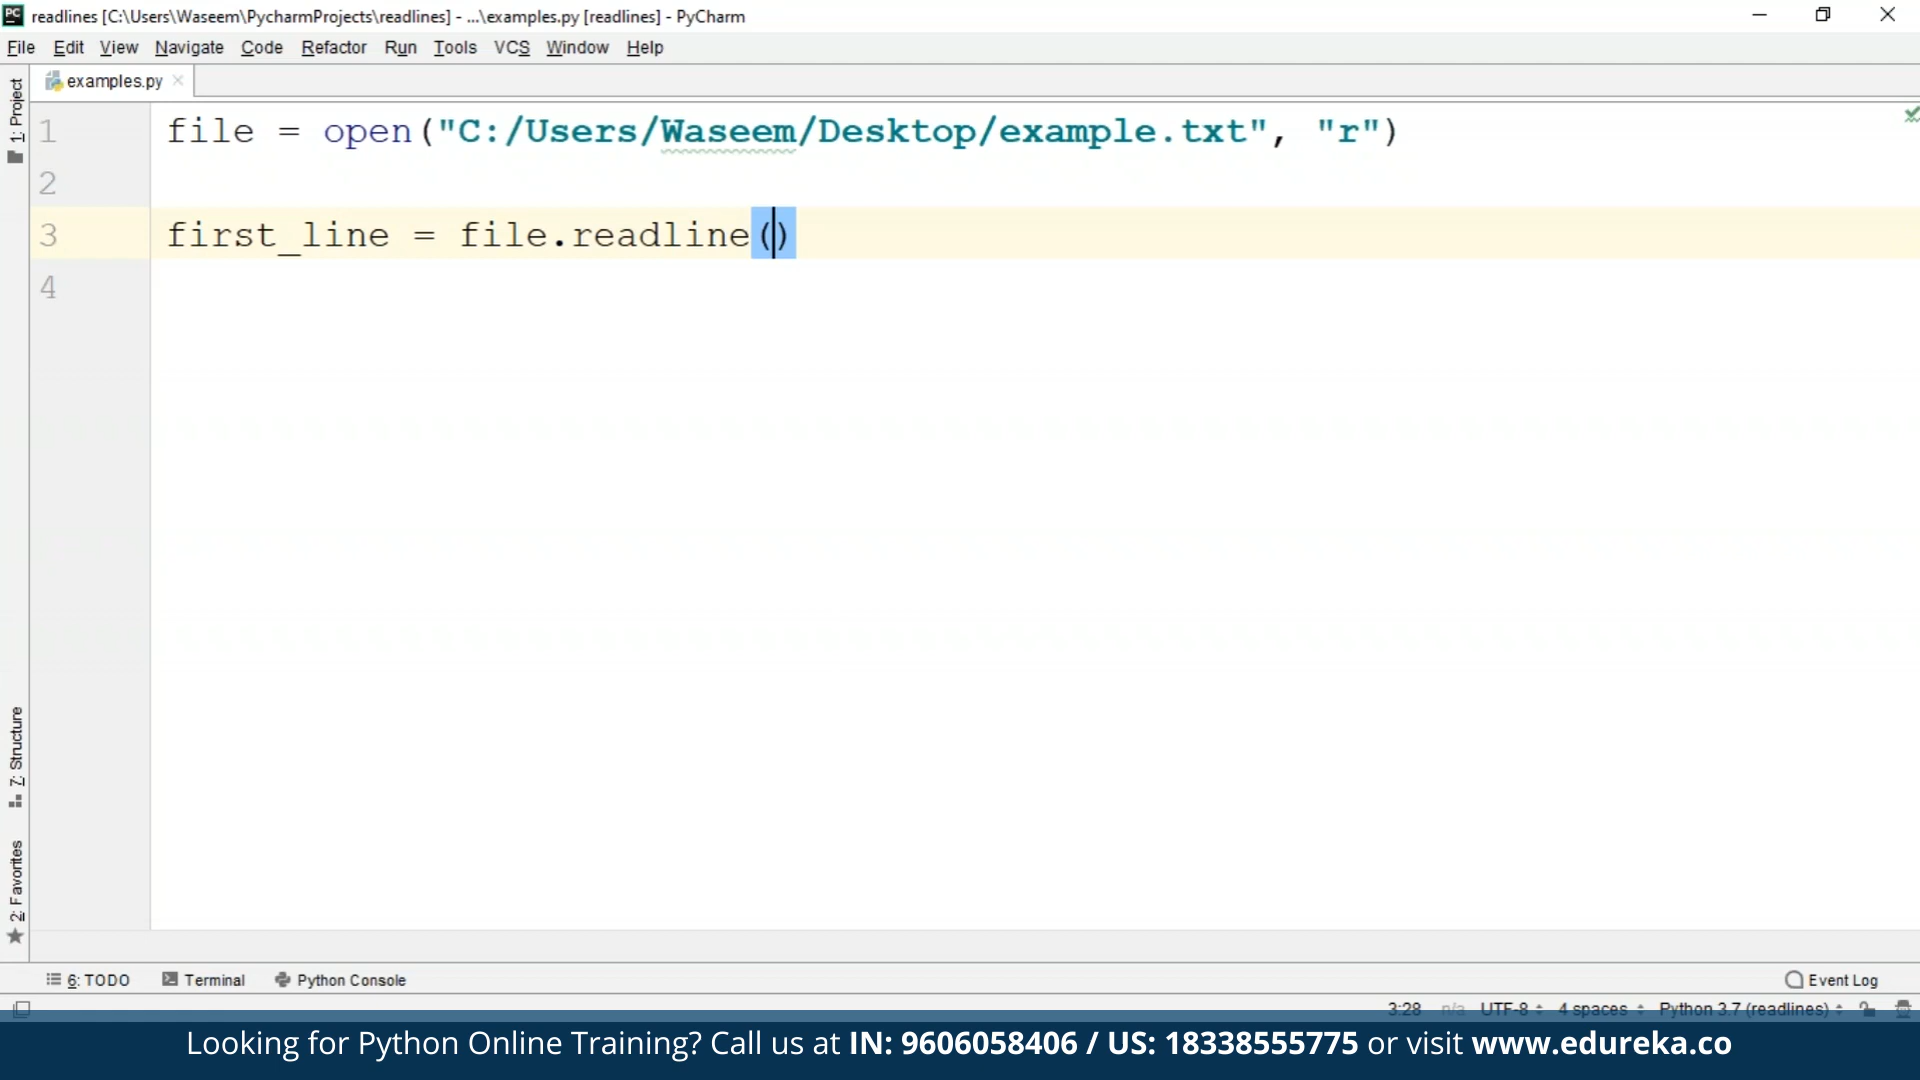 readlines [C:\Users\Waseem\PycharmProjects\readlines] - ...\examples.py [readlines] - PyCharm
File Edit View Navigate Code Refactor Run Tools VCS Window Help
examples.py
1: Project
1 file = open("C:/Users/Waseem/Desktop/example.txt", "r")
2
3 first_line = file.readline()
4
7: Structure
2: Favorites
6: TODO Terminal Python Console Event Log
3:28 n/a UTF-8 4 spaces Python 3.7 (readlines)
Looking for Python Online Training? Call us at IN: 9606058406 / US: 18338555775 or visit www.edureka.co